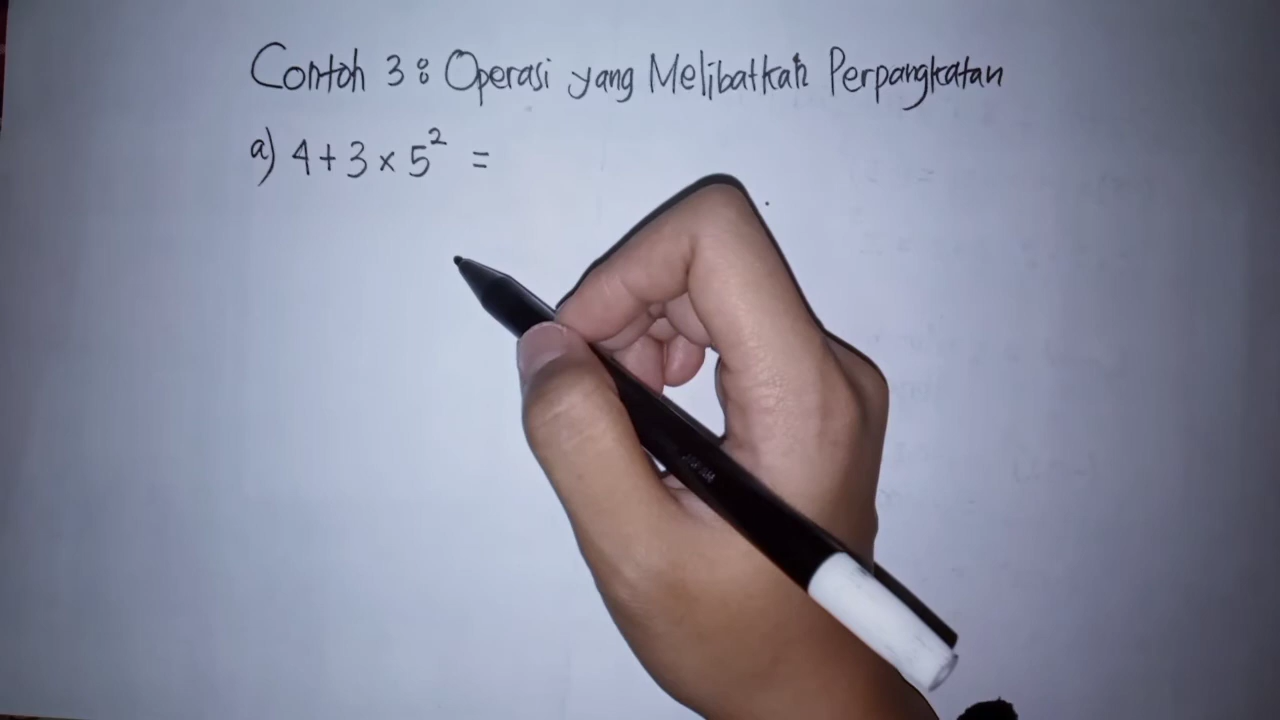 Contoh 3: Operasi yang Melibatkan Perpangkatan
a) 4 + 3 × 5² =